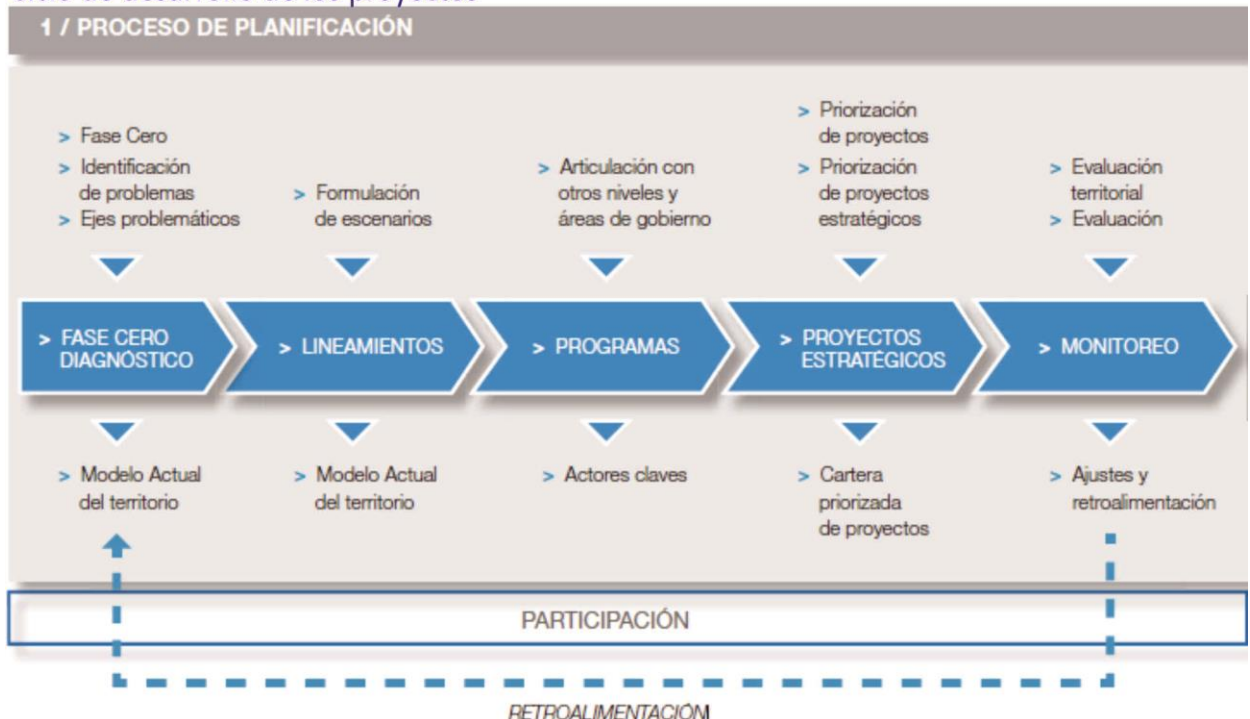 1 / PROCESO DE PLANIFICACIÓN
> Fase Cero
> Identificación
de problemas
> Ejes problemáticos
> Formulación
de escenarios
> Articulación con
otros niveles y
áreas de gobierno
> Priorización
de proyectos
> Priorización
de proyectos
estratégicos
> Evaluación
territorial
> Evaluación
> FASE CERO
DIAGNÓSTICO
> LINEAMIENTOS
> PROGRAMAS
> PROYECTOS
ESTRATÉGICOS
> MONITOREO
> Modelo Actual
del territorio
> Modelo Actual
del territorio
> Actores claves
> Cartera
priorizada
de proyectos
> Ajustes y
retroalimentación
PARTICIPACIÓN
RETROALIMENTACIÓN